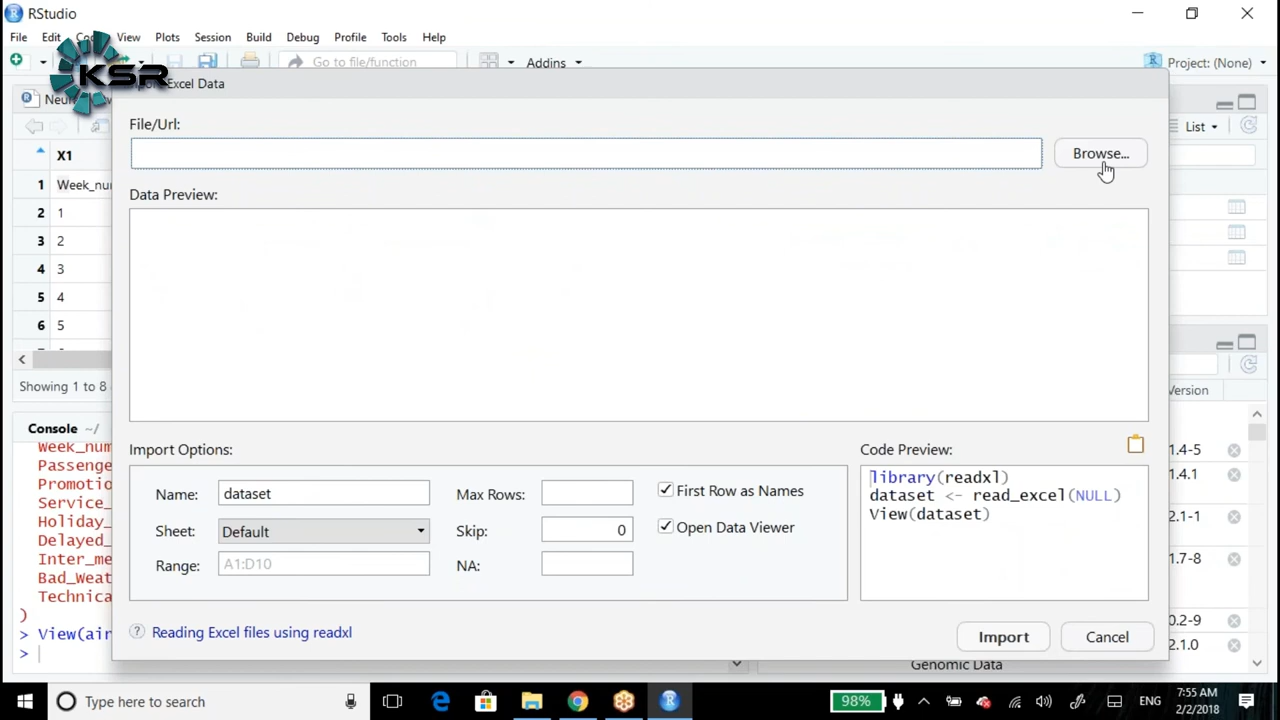 RStudio
File Edit Co View Plots Session Build Debug Profile Tools Help
Go to file/function
Addins
Project: (None)
KSR
Excel Data
Neu
File/Url:
Browse...
List
X1
Data Preview:
1 Week_nu
2 1
3 2
4 3
5 4
6 5
Showing 1 to 8
Version
Console ~/
Week_num
Passenge
Promotio
Service_
Holiday_
Delayed_
Inter_me
Bad_Weat
Technica
)
> View(air
>
Import Options:
Name: dataset
Max Rows:
First Row as Names
Sheet: Default
Skip: 0
Open Data Viewer
Range: A1:D10
NA:
Code Preview:
library(readxl)
dataset <- read_excel(NULL)
View(dataset)
Reading Excel files using readxl
Import
Cancel
1.4-5
1.4.1
2.1-1
1.7-8
0.2-9
2.1.0
Genomic Data
Type here to search
98%
ENG
7:55 AM
2/2/2018